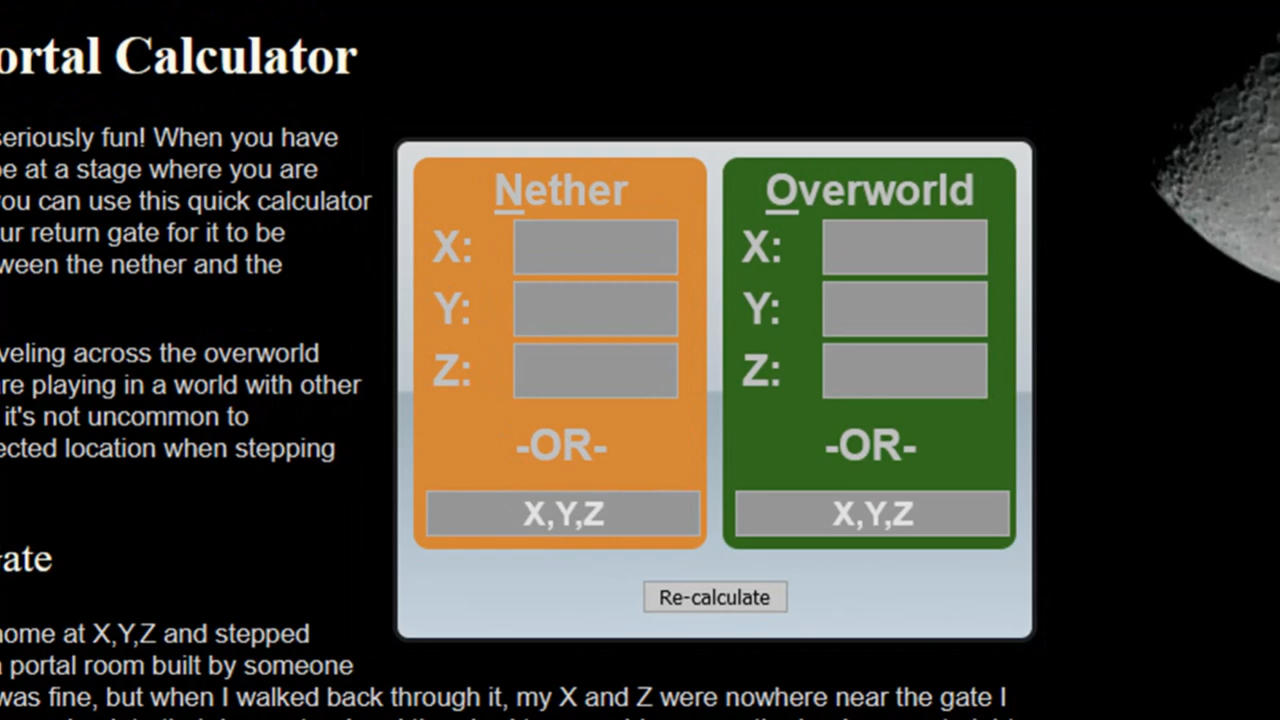 ortal Calculator
seriously fun! When you have
be at a stage where you are
you can use this quick calculator
ur return gate for it to be
ween the nether and the
veling across the overworld
are playing in a world with other
it's not uncommon to
ected location when stepping
Nether
X:
Y:
Z:
-OR-
X,Y,Z
Overworld
X:
Y:
Z:
-OR-
X,Y,Z
Re-calculate
ate
home at X,Y,Z and stepped
portal room built by someone
was fine, but when I walked back through it, my X and Z were nowhere near the gate I